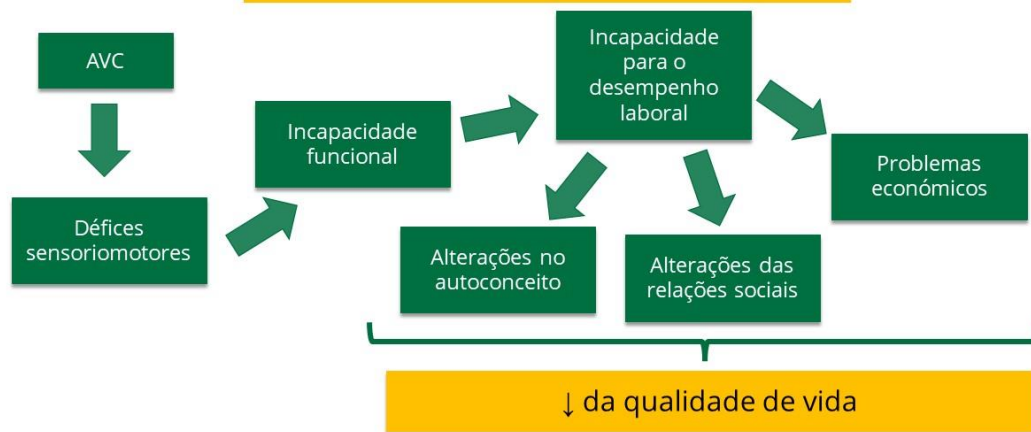 AVC
Défices
sensoriomotores
Incapacidade
funcional
Incapacidade
para o
desempenho
laboral
Alterações no
autoconceito
Alterações das
relações sociais
Problemas
económicos
↓ da qualidade de vida